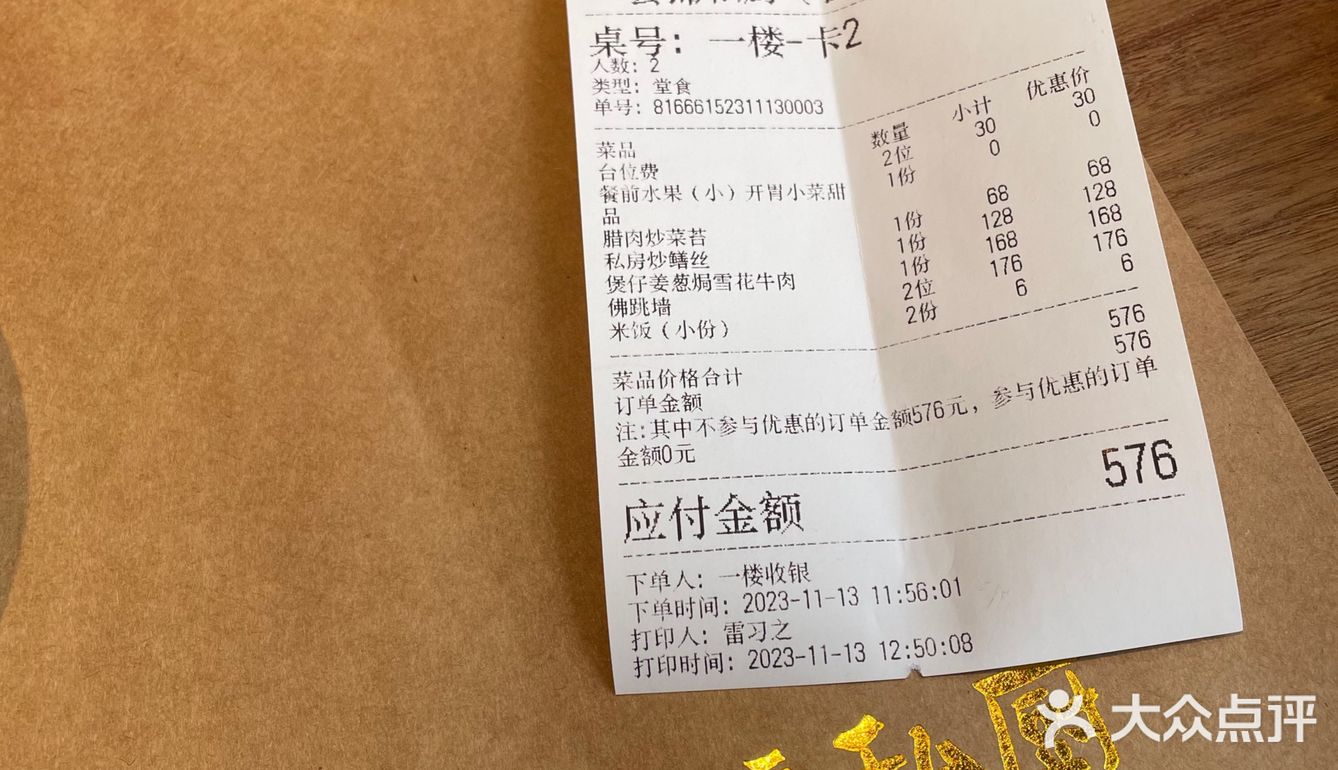 桌号：一楼-卡2
人数：2
类型：堂食
单号：81666152311130003
菜品 数量 小计 优惠价
台位费 2位 30 30
餐前水果（小）开胃小菜甜 1份 0 0
品
腊肉炒菜苔 1份 68 68
私房炒鳝丝 1份 128 128
煲仔姜葱焗雪花牛肉 1份 168 168
佛跳墙 2位 176 176
米饭（小份） 2份 6 6
菜品价格合计 576
订单金额 576
注：其中不参与优惠的订单金额576元，参与优惠的订单
金额0元
应付金额 576
下单人：一楼收银
下单时间：2023-11-13 11:56:01
打印人：雷习之
打印时间：2023-11-13 12:50:08
私厨
大众点评